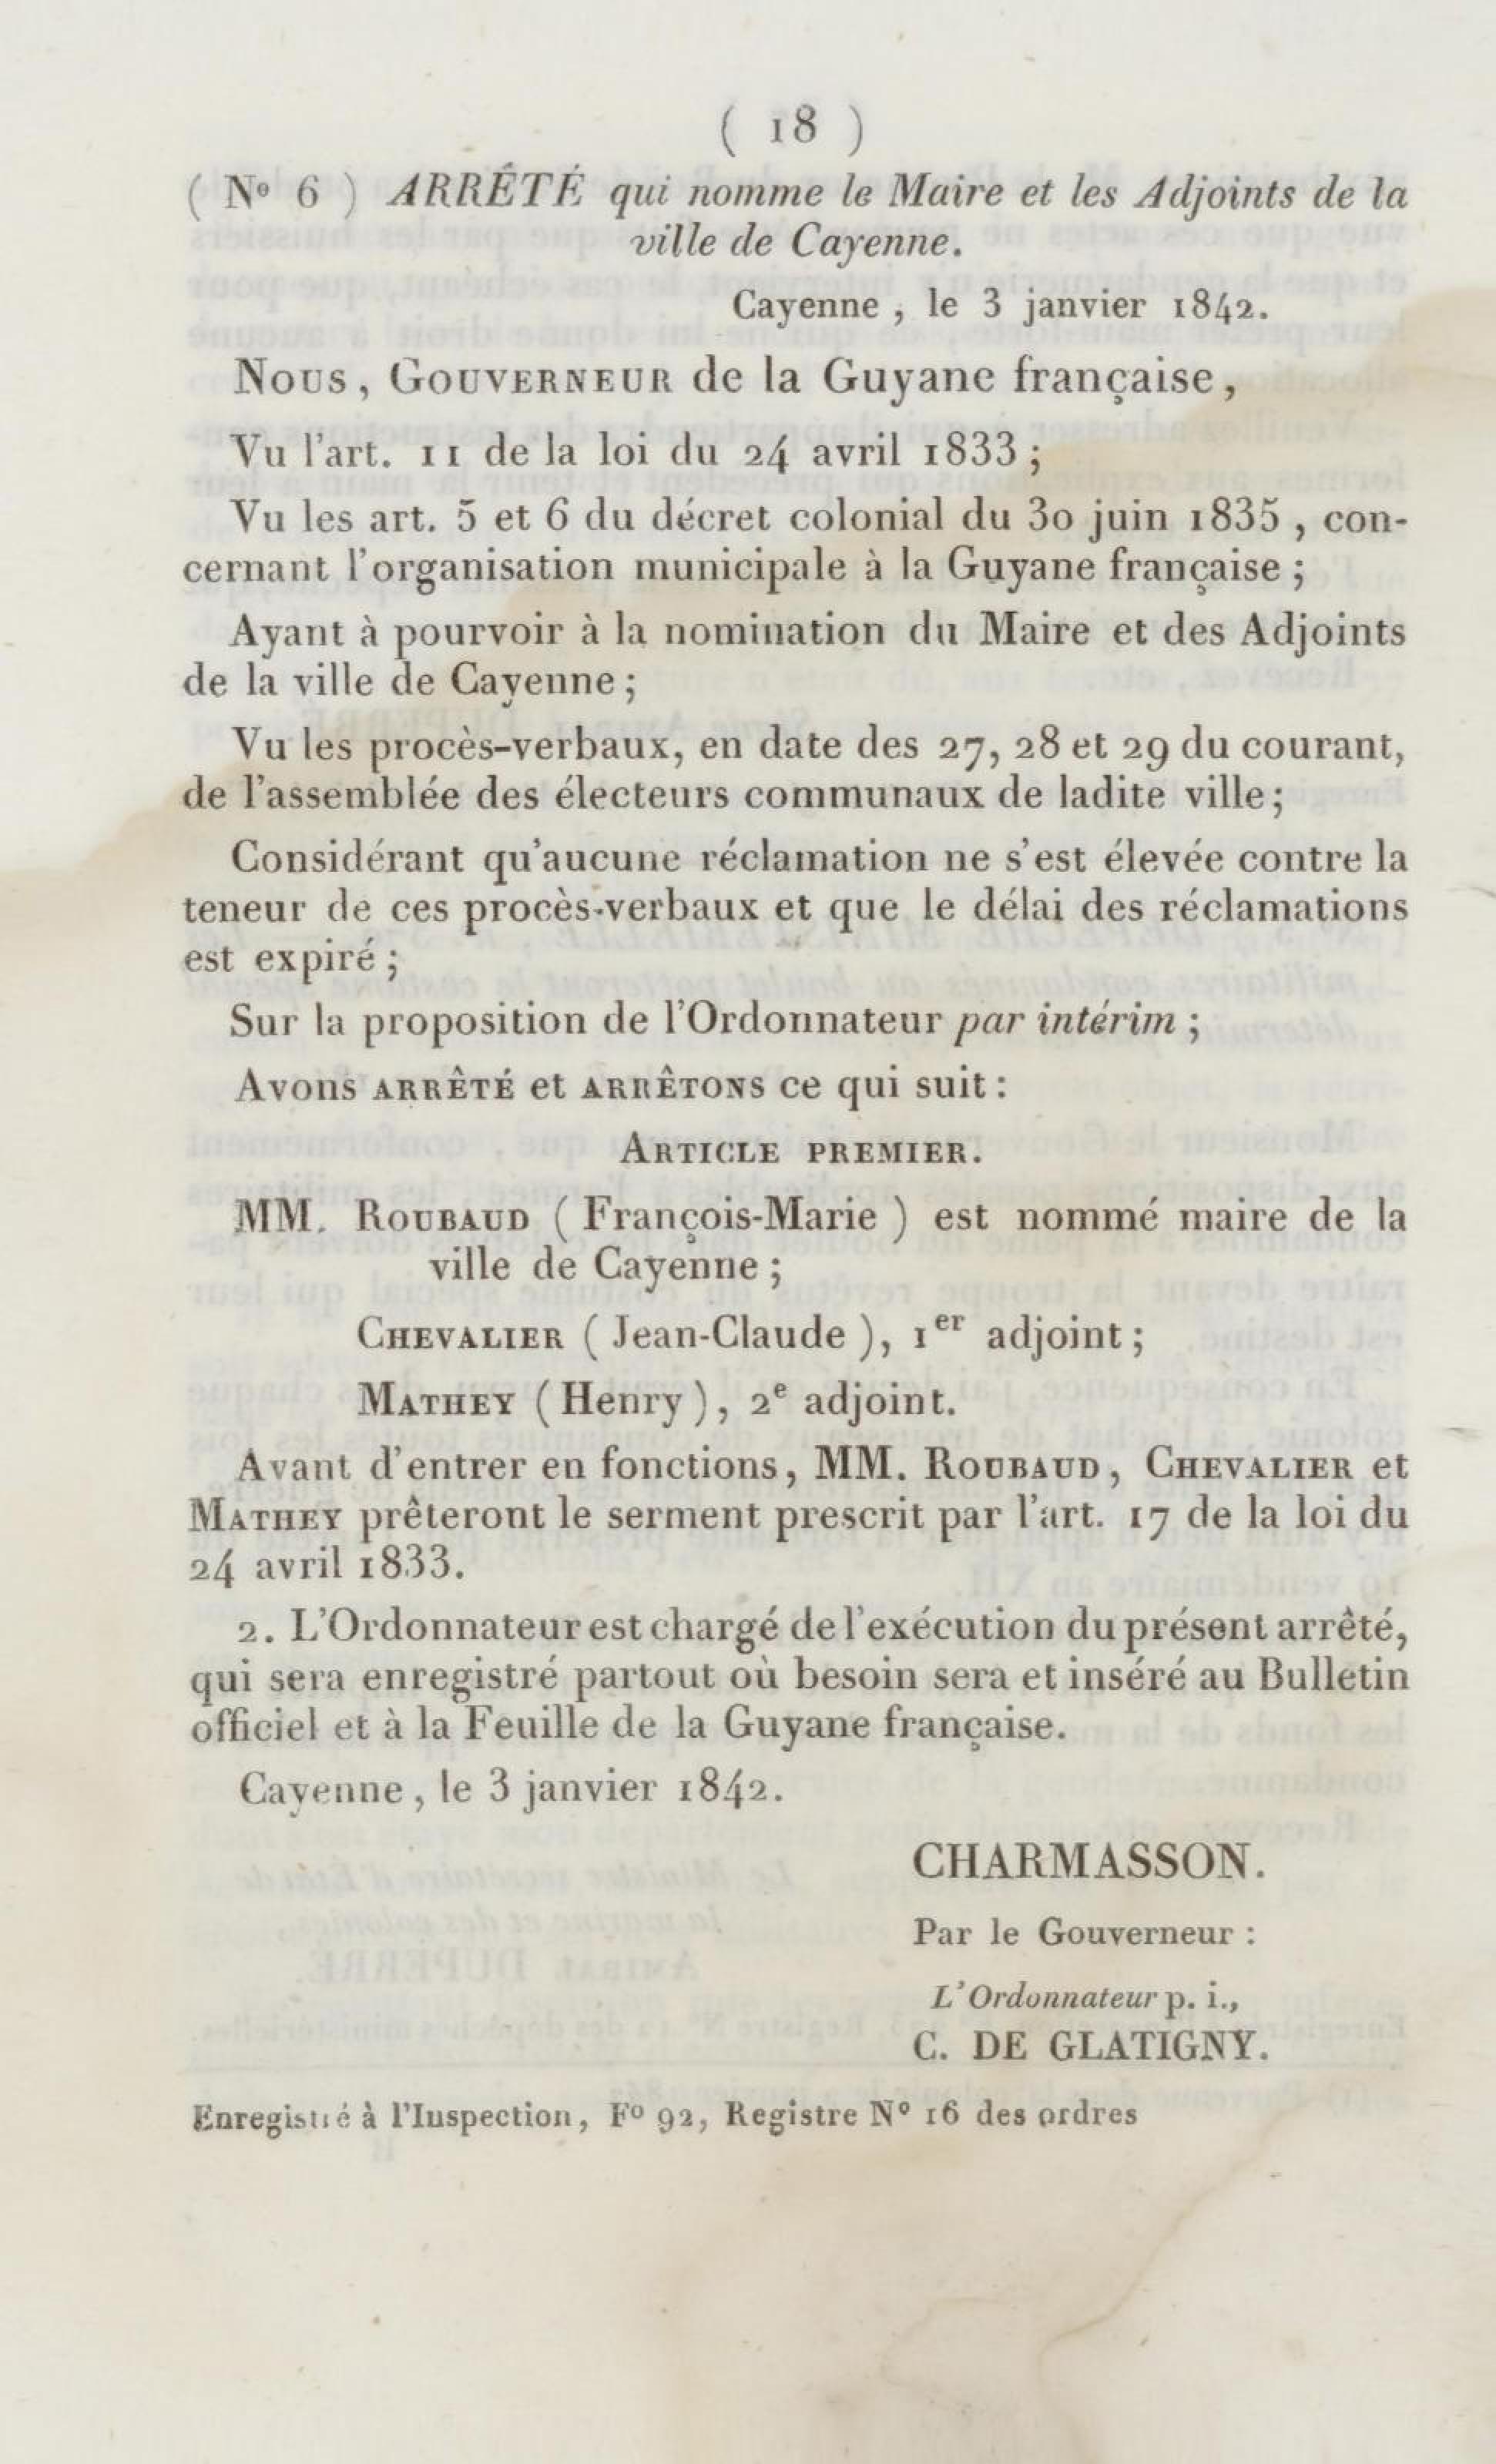 ( 18 )
( Nº 6 ) ARRÊTÉ qui nomme le Maire et les Adjoints de la
ville de Cayenne.
Cayenne, le 3 janvier 1842.
Nous, Gouverneur de la Guyane française,
Vu l'art. 11 de la loi du 24 avril 1833;
Vu les art. 5 et 6 du décret colonial du 30 juin 1835, con-
cernant l'organisation municipale à la Guyane française;
Ayant à pourvoir à la nomination du Maire et des Adjoints
de la ville de Cayenne;
Vu les procès-verbaux, en date des 27, 28 et 29 du courant,
de l'assemblée des électeurs communaux de ladite ville;
Considérant qu'aucune réclamation ne s'est élevée contre la
teneur de ces procès-verbaux et que le délai des réclamations
est expiré;
Sur la proposition de l'Ordonnateur par intérim;
Avons ARRÊTÉ et ARRÊTONS ce qui suit:
ARTICLE PREMIER.
MM. ROUBAUD (François-Marie) est nommé maire de la
ville de Cayenne;
CHEVALIER (Jean-Claude), 1er adjoint;
MATHEY (Henry), 2e adjoint.
Avant d'entrer en fonctions, MM. ROUBAUD, CHEVALIER et
MATHEY prêteront le serment prescrit par l'art. 17 de la loi du
24 avril 1833.
2. L'Ordonnateur est chargé de l'exécution du présent arrêté,
qui sera enregistré partout où besoin sera et inséré au Bulletin
officiel et à la Feuille de la Guyane française.
Cayenne, le 3 janvier 1842.
CHARMASSON.
Par le Gouverneur :
L'Ordonnateur p. i.,
C. DE GLATIGNY.
Enregistré à l'Inspection, Fº 92, Registre Nº 16 des ordres